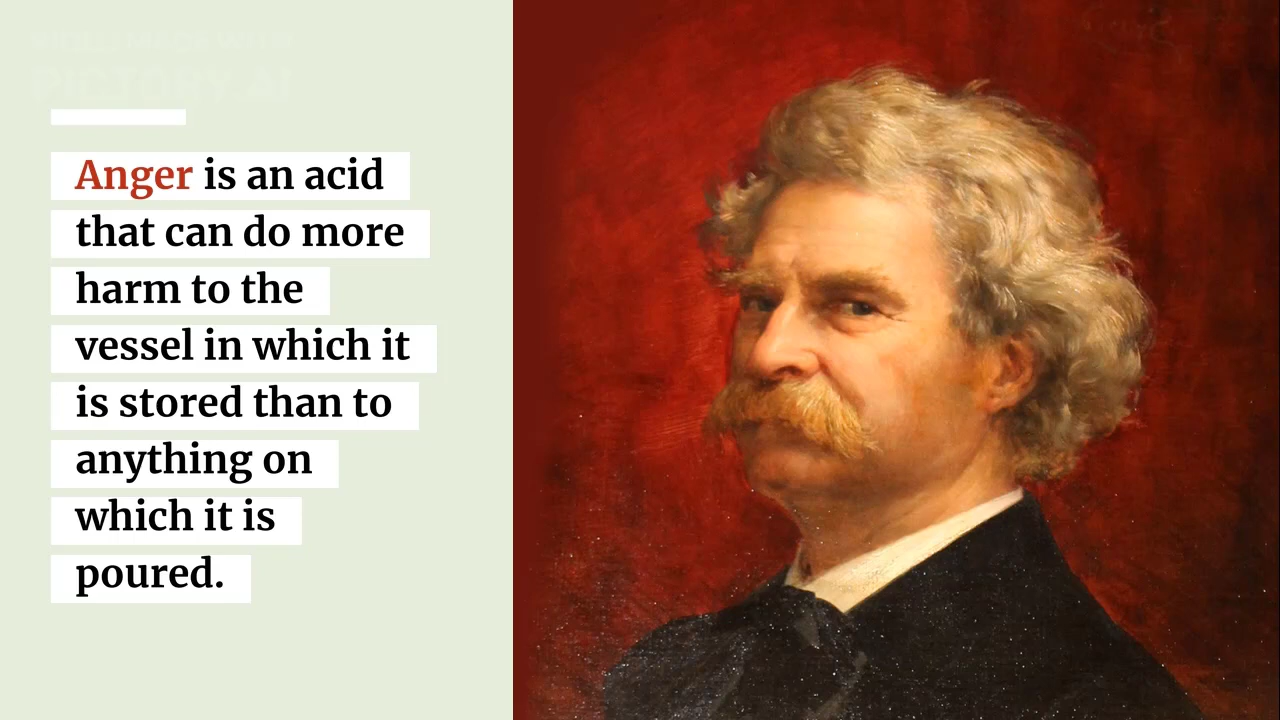 Anger is an acid
that can do more
harm to the
vessel in which it
is stored than to
anything on
which it is
poured.